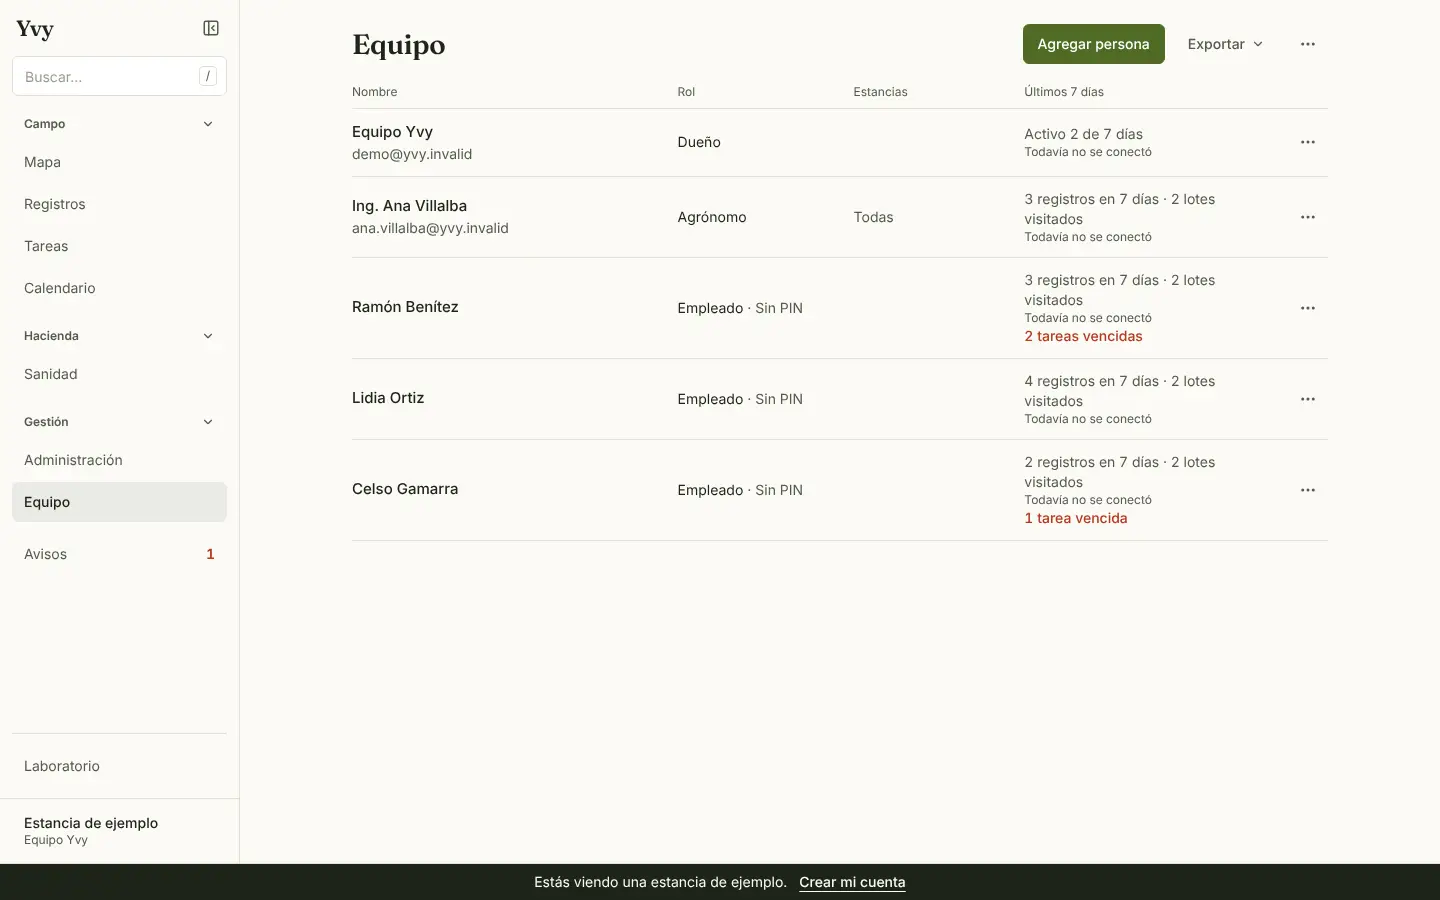 Yvy
Buscar...
/
Campo
Mapa
Registros
Tareas
Calendario
Hacienda
Sanidad
Gestión
Administración
Equipo
Avisos 1
Laboratorio
Estancia de ejemplo
Equipo Yvy
Equipo
Agregar persona
Exportar
Nombre Rol Estancias Últimos 7 días
Equipo Yvy
demo@yvy.invalid
Dueño
Activo 2 de 7 días
Todavía no se conectó
Ing. Ana Villalba
ana.villalba@yvy.invalid
Agrónomo
Todas
3 registros en 7 días · 2 lotes
visitados
Todavía no se conectó
Ramón Benítez
Empleado · Sin PIN
3 registros en 7 días · 2 lotes
visitados
Todavía no se conectó
2 tareas vencidas
Lidia Ortiz
Empleado · Sin PIN
4 registros en 7 días · 2 lotes
visitados
Todavía no se conectó
Celso Gamarra
Empleado · Sin PIN
2 registros en 7 días · 2 lotes
visitados
Todavía no se conectó
1 tarea vencida
Estás viendo una estancia de ejemplo. Crear mi cuenta